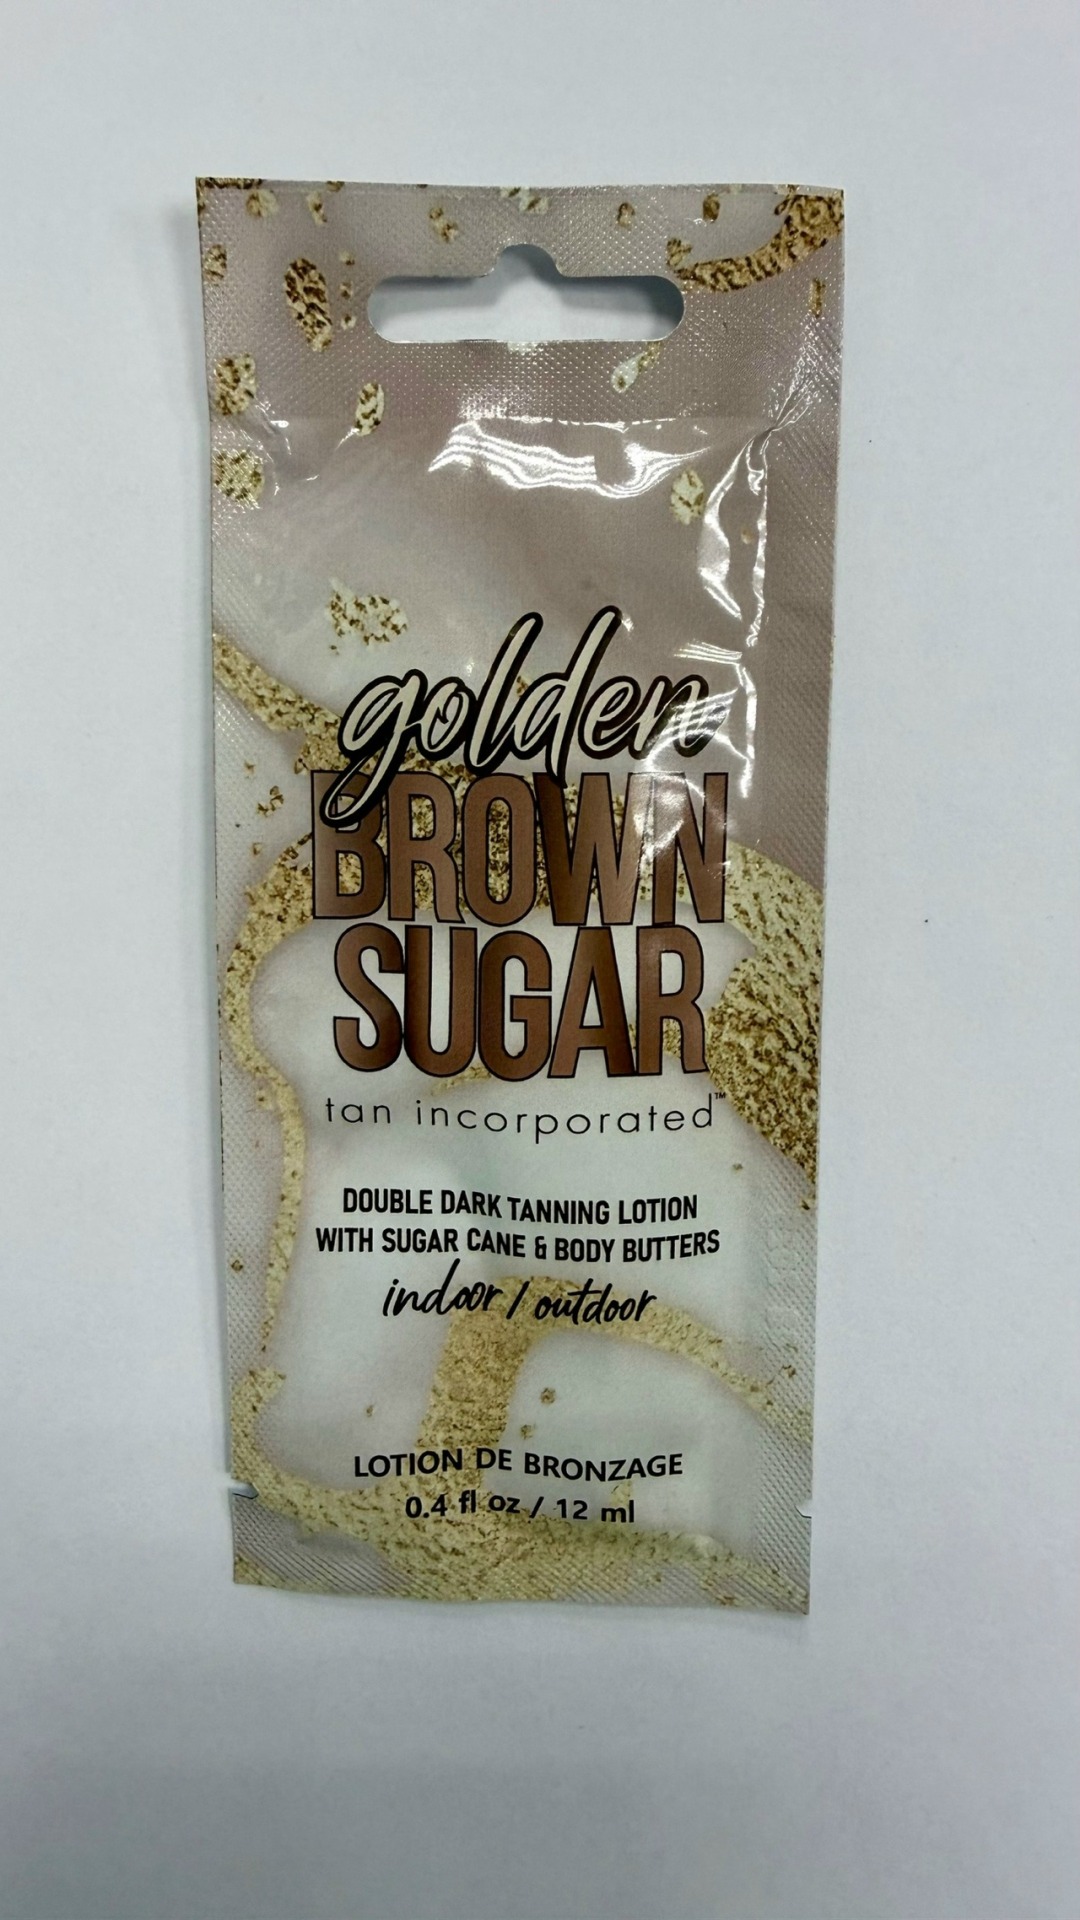 golden
BROWN
SUGAR
tan incorporated™
DOUBLE DARK TANNING LOTION
WITH SUGAR CANE & BODY BUTTERS
indoor / outdoor
LOTION DE BRONZAGE
0.4 fl oz / 12 ml